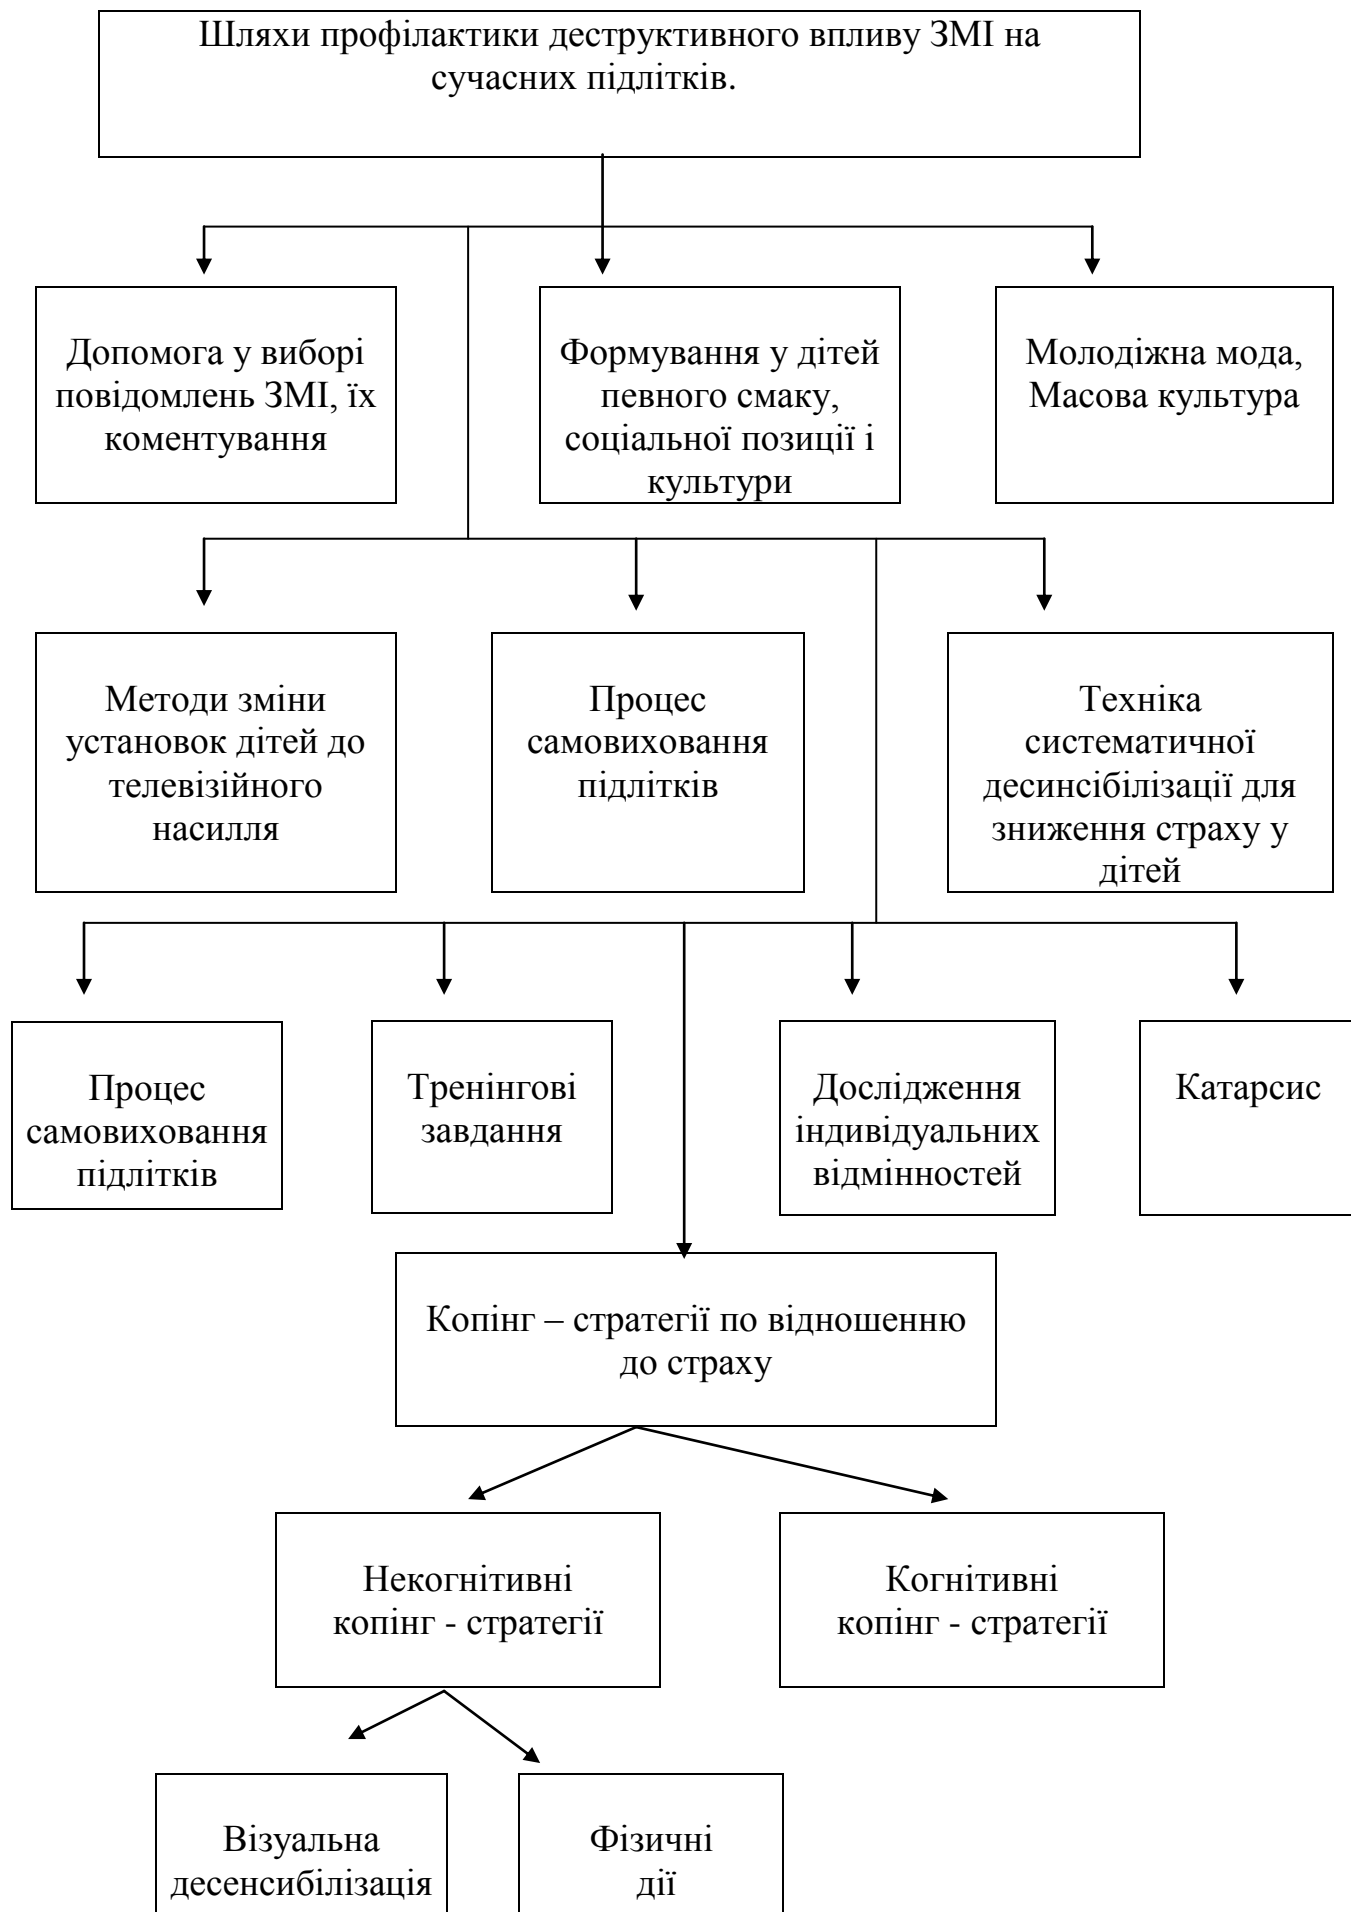 Шляхи профілактики деструктивного впливу ЗМІ на
сучасних підлітків.
Допомога у виборі
повідомлень ЗМІ, їх
коментування
Формування у дітей
певного смаку,
соціальної позиції і
культури
Молодіжна мода,
Масова культура
Методи зміни
установок дітей до
телевізійного
насилля
Процес
самовиховання
підлітків
Техніка
систематичної
десинсібілізації для
зниження страху у
дітей
Процес
самовиховання
підлітків
Тренінгові
завдання
Дослідження
індивідуальних
відмінностей
Катарсис
Копінг – стратегії по відношенню
до страху
Некогнітивні
копінг - стратегії
Когнітивні
копінг - стратегії
Візуальна
десенсибілізація
Фізичні
дії